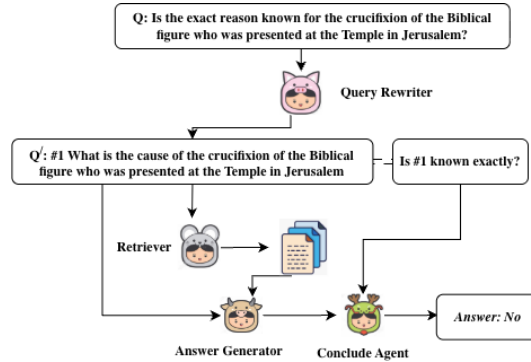 Q: Is the exact reason known for the crucifixion of the Biblical
figure who was presented at the Temple in Jerusalem?
Query Rewriter
Q/: #1 What is the cause of the crucifixion of the Biblical
figure who was presented at the Temple in Jerusalem
Is #1 known exactly?
Retriever
Answer Generator
Conclude Agent
Answer: No